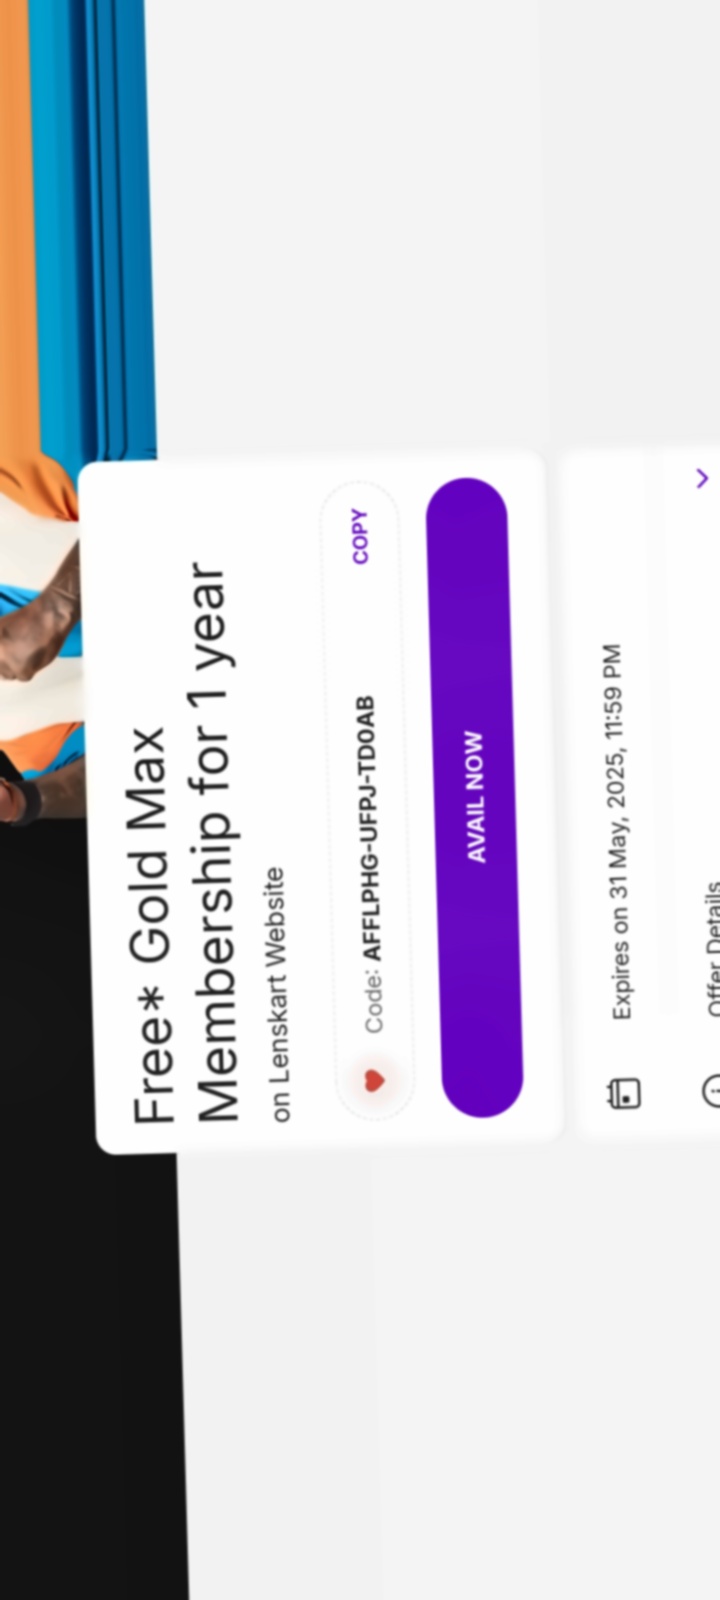 Free* Gold Max
Membership for 1 year
on Lenskart Website
Code: AFFLPHG-UFPJ-TD0AB
COPY
AVAIL NOW
Expires on 31 May, 2025, 11:59 PM
Offer Details